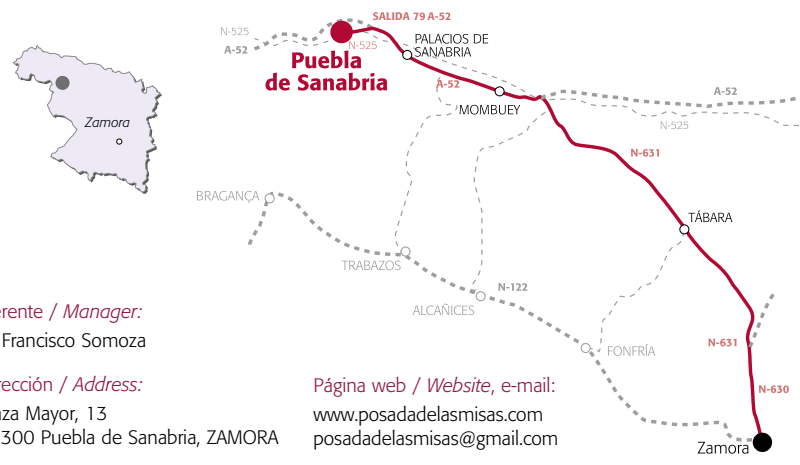 SALIDA 79 A-52
N-525
A-52
N-525
PALACIOS DE
SANABRIA
Puebla
de Sanabria
A-52
MOMBUEY
A-52
N-525
Zamora
N-631
BRAGANÇA
TÁBARA
TRABAZOS
N-122
ALCAÑICES
FONFRÍA
N-631
N-630
Zamora
erente / Manager:
Francisco Somoza
rección / Address:
aza Mayor, 13
300 Puebla de Sanabria, ZAMORA
Página web / Website, e-mail:
www.posadadelasmisas.com
posadadelasmisas@gmail.com